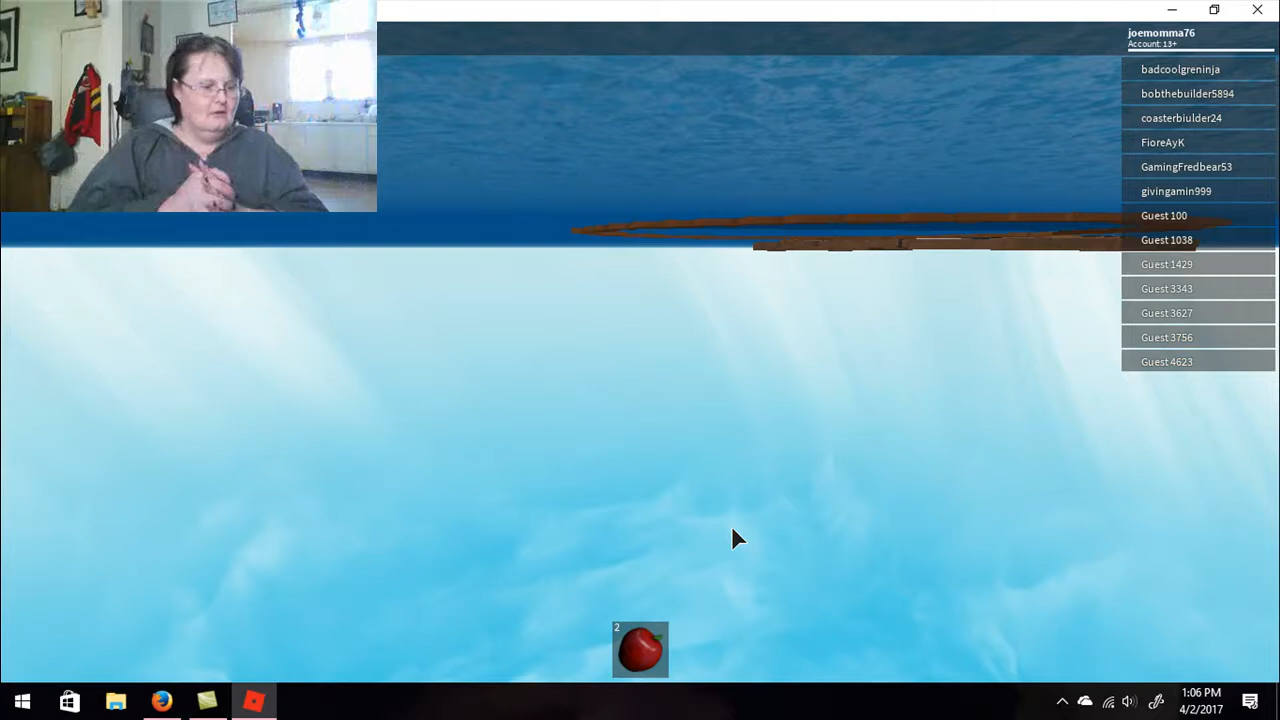 joemomma76
Account: 13+
badcoolgreninja
bobthebuilder5894
coasterbiulder24
FioreAyK
GamingFredbear53
givingamin999
Guest 100
Guest 1038
Guest 1429
Guest 3343
Guest 3627
Guest 3756
Guest 4623
2
1:06 PM
4/2/2017